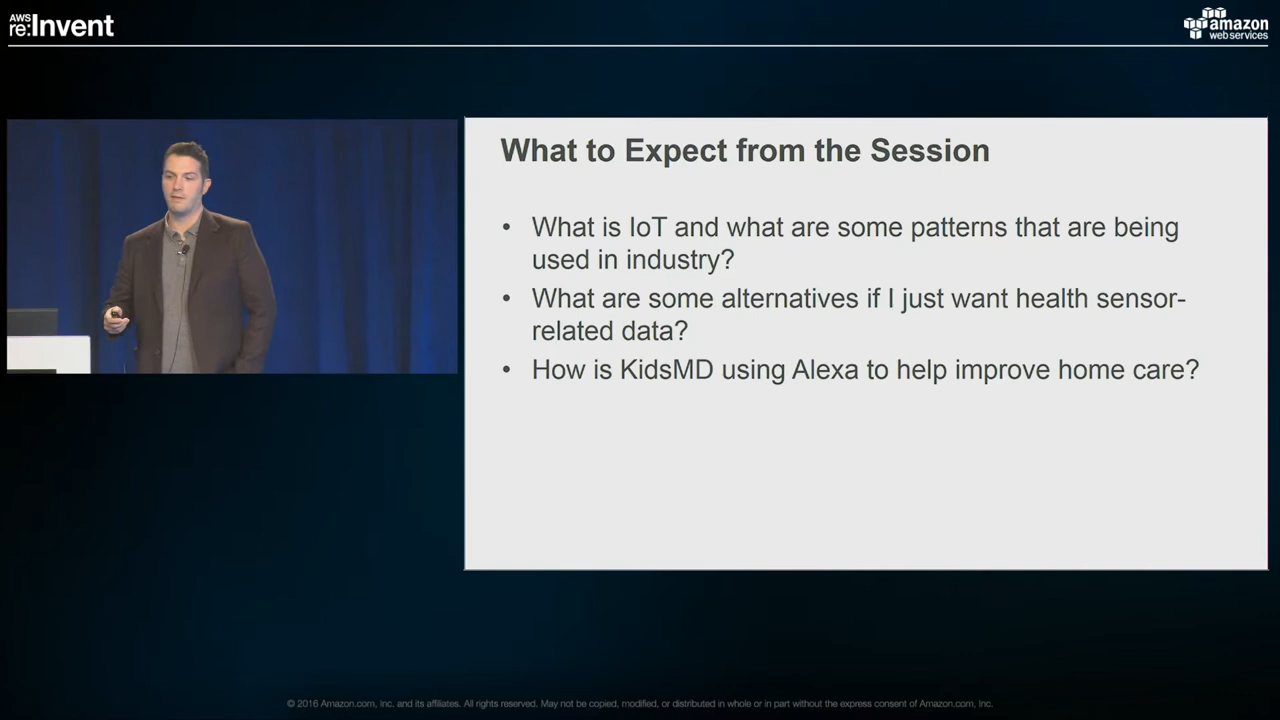 AWS
re:Invent
amazon
web services
What to Expect from the Session
• What is IoT and what are some patterns that are being
used in industry?
• What are some alternatives if I just want health sensor-
related data?
• How is KidsMD using Alexa to help improve home care?
© 2016 Amazon.com, Inc. and its affiliates. All rights reserved. May not be copied, modified, or distributed in whole or in part without the express consent of Amazon.com, Inc.